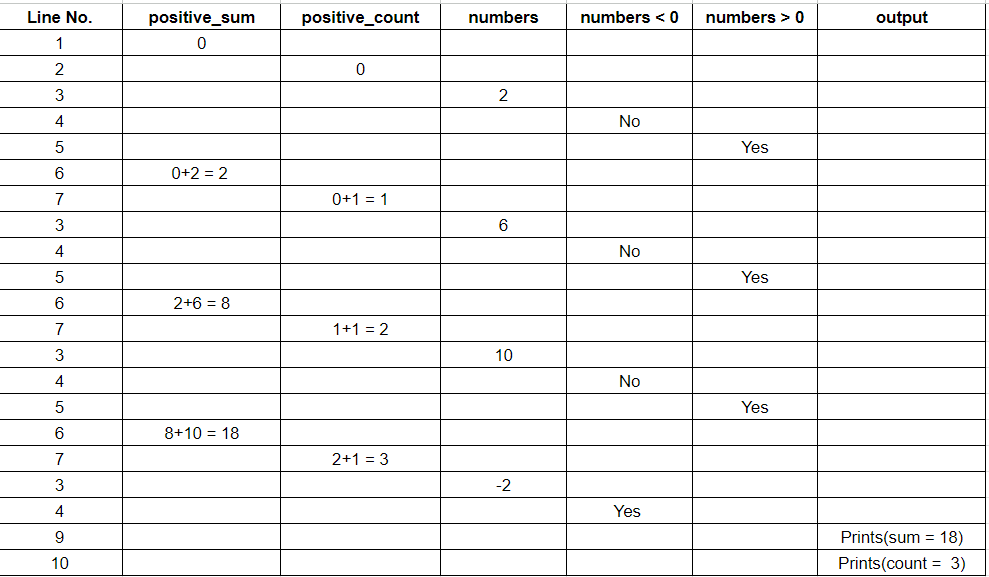 Line No. positive_sum positive_count numbers numbers < 0 numbers > 0 output
1 0
2 0
3 2
4 No
5 Yes
6 0+2 = 2
7 0+1 = 1
3 6
4 No
5 Yes
6 2+6 = 8
7 1+1 = 2
3 10
4 No
5 Yes
6 8+10 = 18
7 2+1 = 3
3 -2
4 Yes
9 Prints(sum = 18)
10 Prints(count = 3)